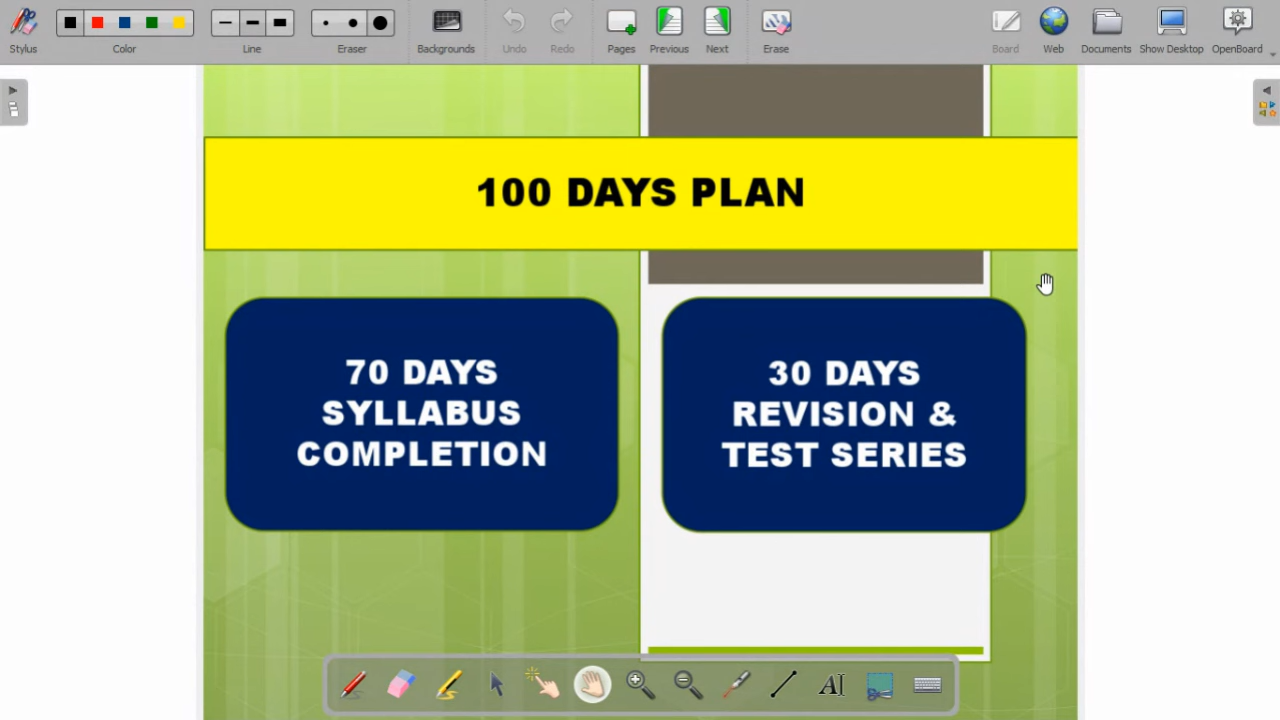 Stylus
Color
Line
Eraser
Backgrounds
Undo
Redo
Pages
Previous
Next
Erase
Board
Web
Documents
Show Desktop
OpenBoard
100 DAYS PLAN
70 DAYS
SYLLABUS
COMPLETION
30 DAYS
REVISION &
TEST SERIES
AI